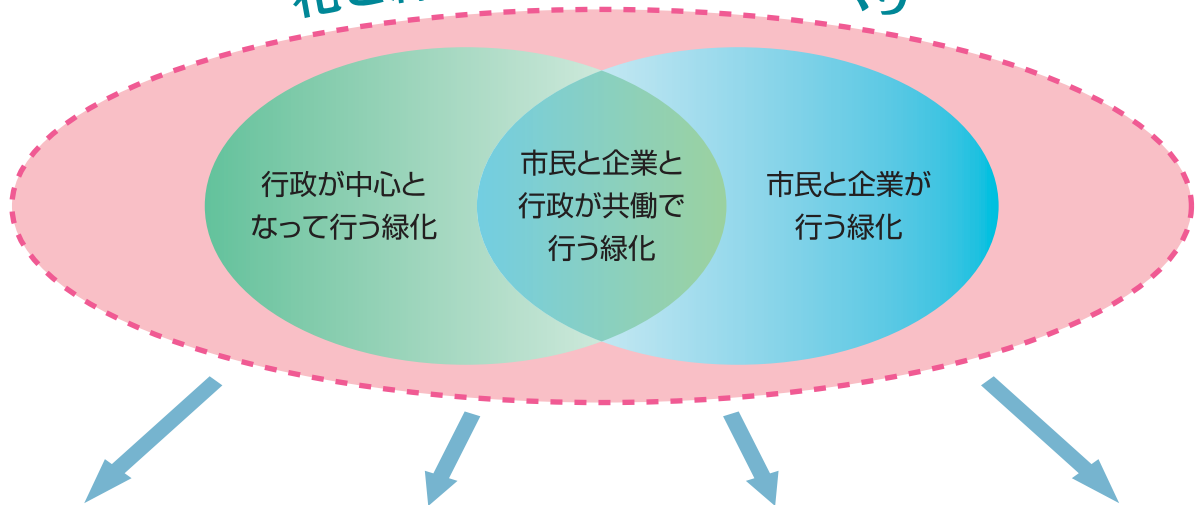 行政が中心と
なって行う緑化
市民と企業と
行政が共働で
行う緑化
市民と企業が
行う緑化